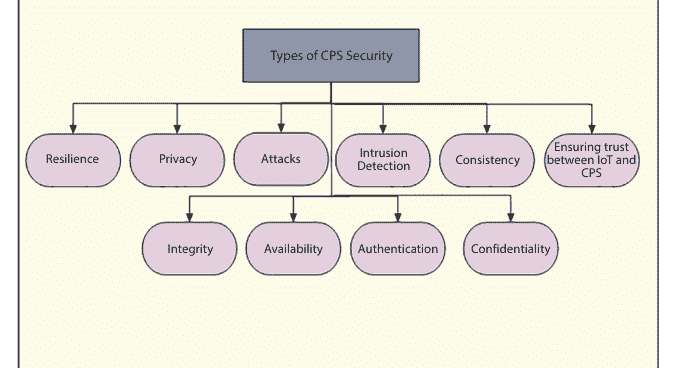 Types of CPS Security
Resilience
Privacy
Attacks
Intrusion
Detection
Consistency
Ensuring trust
between IoT and
CPS
Integrity
Availability
Authentication
Confidentiality